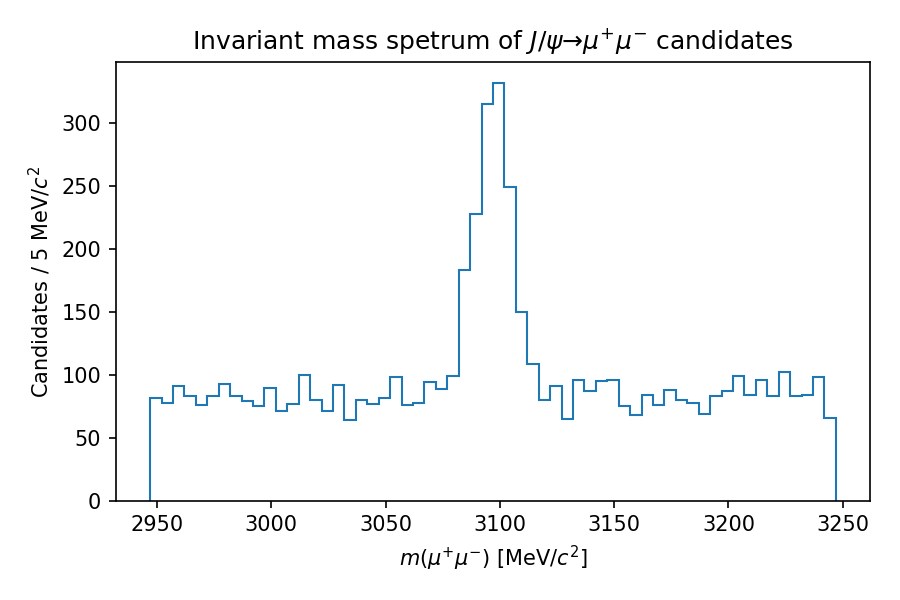 Invariant mass spetrum of J/ψ→μ⁺μ⁻ candidates
Candidates / 5 MeV/c²
300
250
200
150
100
50
0
2950 3000 3050 3100 3150 3200 3250
m(μ⁺μ⁻) [MeV/c²]